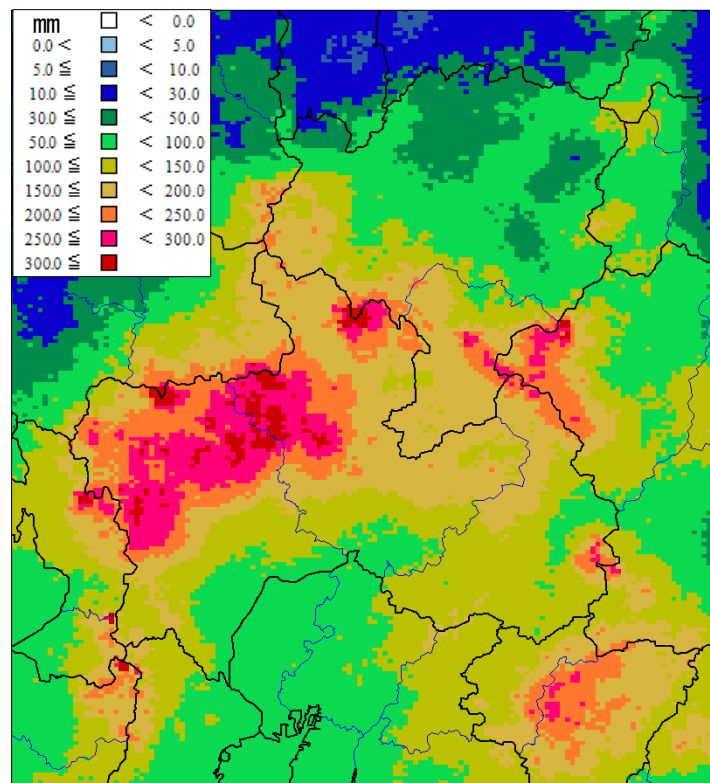 mm < 0.0
0.0 < < 5.0
5.0 ≦ < 10.0
10.0 ≦ < 30.0
30.0 ≦ < 50.0
50.0 ≦ < 100.0
100.0 ≦ < 150.0
150.0 ≦ < 200.0
200.0 ≦ < 250.0
250.0 ≦ < 300.0
300.0 ≦